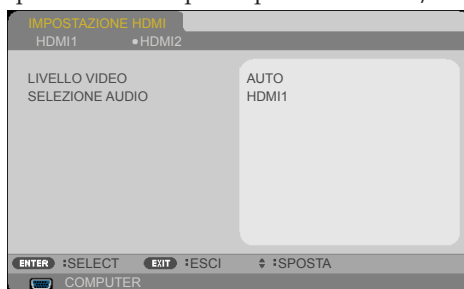 IMPOSTAZIONE HDMI
HDMI1 •HDMI2
LIVELLO VIDEO AUTO
SELEZIONE AUDIO HDMI1
ENTER :SELECT EXIT :ESCI :SPOSTA
COMPUTER